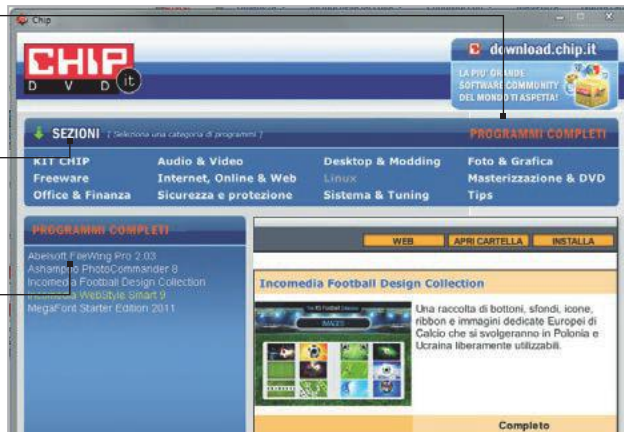 Chip
CHIP
DVD it
download.chip.it
LA PIU' GRANDE
SOFTWARE COMMUNITY
DEL MONDO TI ASPETTA!
SEZIONI [ Seleziona una categoria di programmi ]
PROGRAMMI COMPLETI
KIT CHIP Audio & Video Desktop & Modding Foto & Grafica
Freeware Internet, Online & Web Linux Masterizzazione & DVD
Office & Finanza Sicurezza e protezione Sistema & Tuning Tips
PROGRAMMI COMPLETI
Abelsoft FileWing Pro 2.03
Ashampoo PhotoCommander 8
Incomedia Football Design Collection
Incomedia WebStyle Smart 9
MegaFont Starter Edition 2011
WEB APRI CARTELLA INSTALLA
Incomedia Football Design Collection
IMAGES
Una raccolta di bottoni, sfondi, icone,
ribbon e immagini dedicate Europei di
Calcio che si svolgeranno in Polonia e
Ucraina liberamente utilizzabili.
Completo